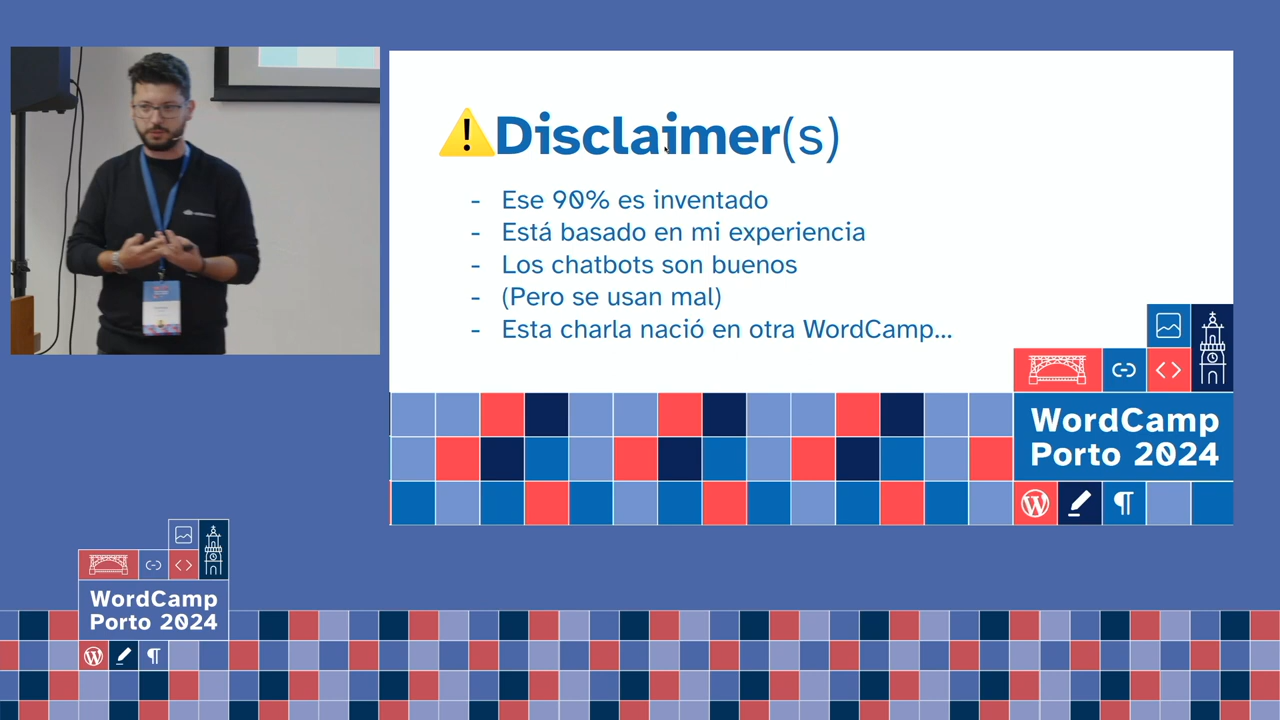 ⚠️Disclaimer(s)
- Ese 90% es inventado
- Está basado en mi experiencia
- Los chatbots son buenos
- (Pero se usan mal)
- Esta charla nació en otra WordCamp...
WordCamp
Porto 2024
WordCamp
Porto 2024